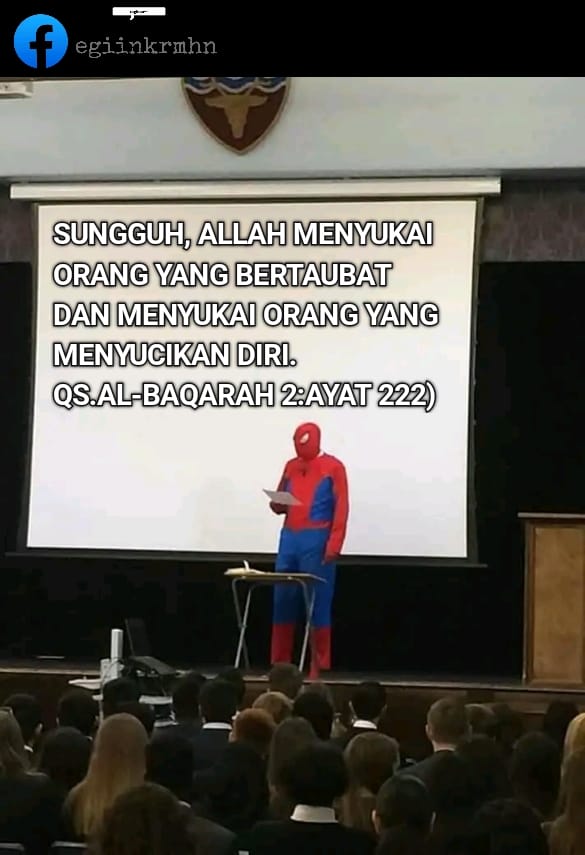 egiinkrmhn
SUNGGUH, ALLAH MENYUKAI
ORANG YANG BERTAUBAT
DAN MENYUKAI ORANG YANG
MENYUCIKAN DIRI.
QS.AL-BAQARAH 2:AYAT 222)